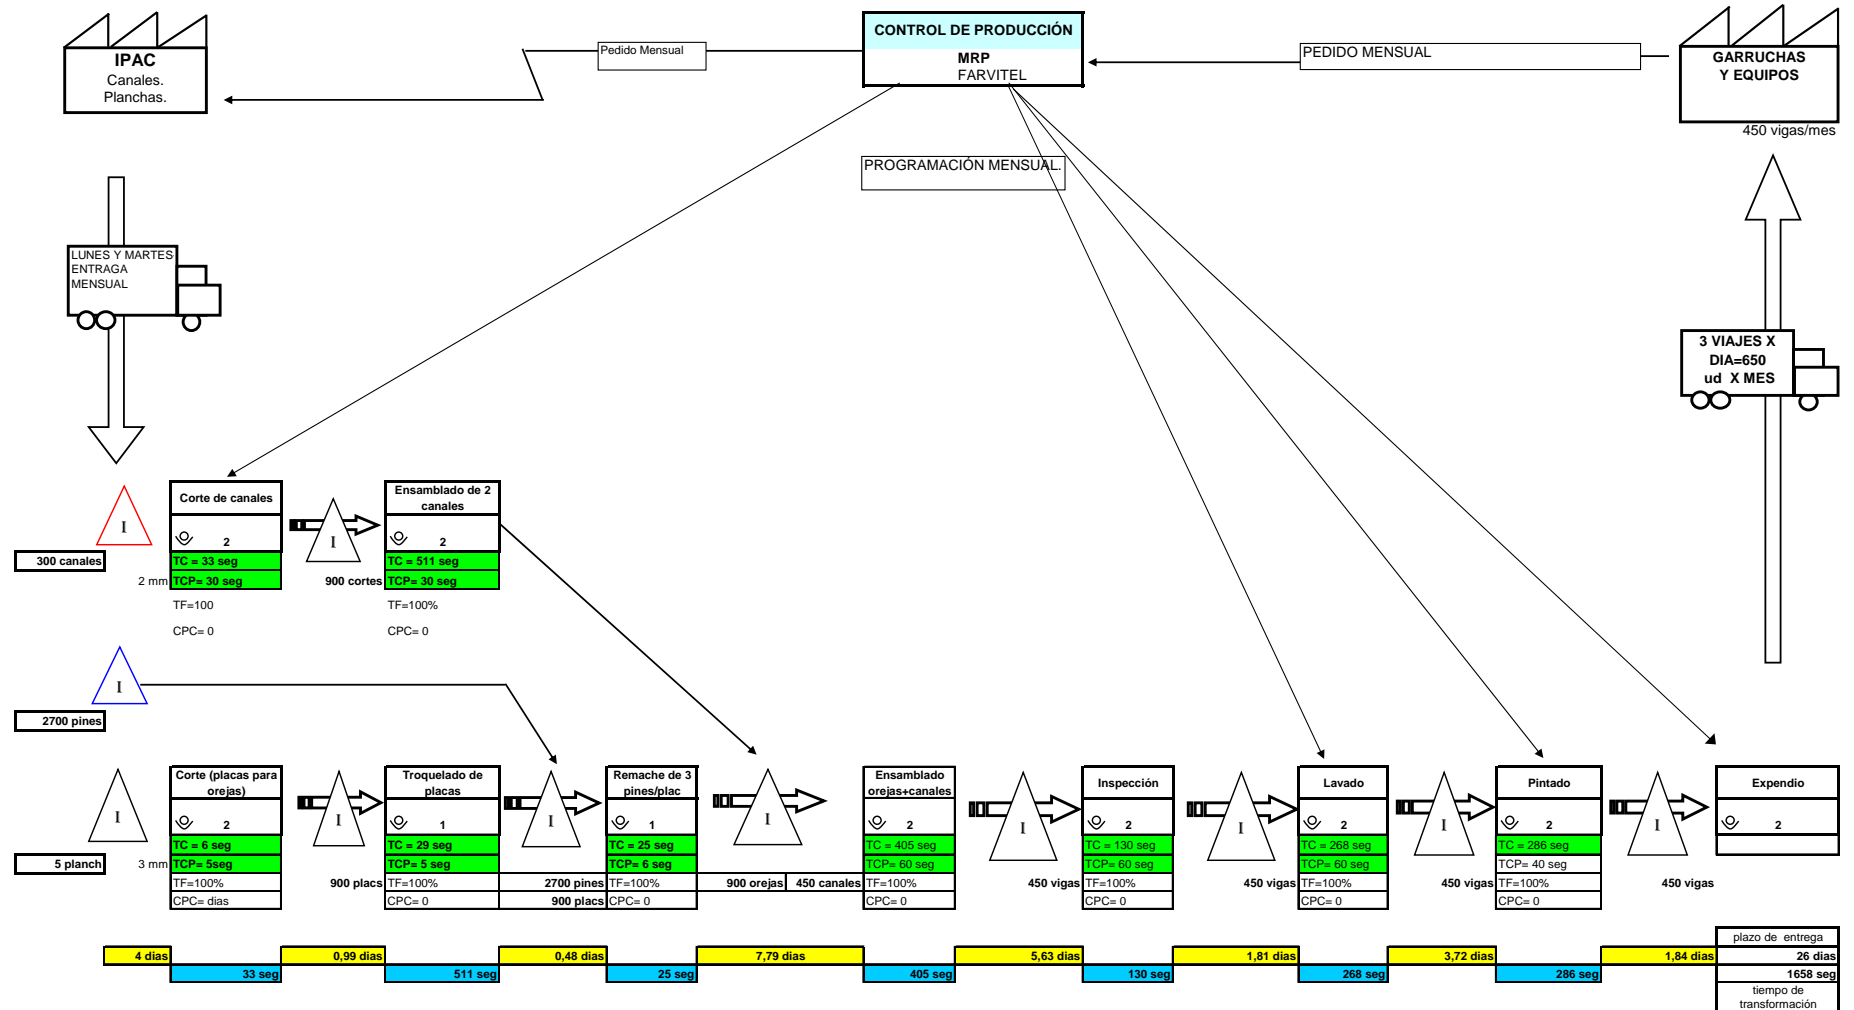 IPAC
Canales.
Planchas.
Pedido Mensual
CONTROL DE PRODUCCIÓN
MRP
FARVITEL
PEDIDO MENSUAL
GARRUCHAS
Y EQUIPOS
450 vigas/mes
PROGRAMACIÓN MENSUAL.
LUNES Y MARTES
ENTRAGA
MENSUAL
3 VIAJES X
DIA=650
ud X MES
I
300 canales
2 mm
Corte de canales
2
TC = 33 seg
TCP= 30 seg
TF=100
CPC= 0
I
900 cortes
Ensamblado de 2
canales
2
TC = 511 seg
TCP= 30 seg
TF=100%
CPC= 0
I
2700 pines
I
5 planch
3 mm
Corte (placas para
orejas)
2
TC = 6 seg
TCP= 5seg
TF=100%
CPC= dias
I
900 placs
Troquelado de
placas
1
TC = 29 seg
TCP= 5 seg
TF=100%
CPC= 0
I
2700 pines
900 placs
Remache de 3
pines/plac
1
TC = 25 seg
TCP= 6 seg
TF=100%
CPC= 0
I
900 orejas
450 canales
Ensamblado
orejas+canales
2
TC = 405 seg
TCP= 60 seg
TF=100%
CPC= 0
I
450 vigas
Inspección
2
TC = 130 seg
TCP= 60 seg
TF=100%
CPC= 0
I
450 vigas
Lavado
2
TC = 268 seg
TCP= 60 seg
TF=100%
CPC= 0
I
450 vigas
Pintado
2
TC = 286 seg
TCP= 40 seg
TF=100%
CPC= 0
I
450 vigas
Expendio
2
4 dias
0,99 dias
0,48 dias
7,79 dias
5,63 dias
1,81 dias
3,72 dias
1,84 dias
plazo de entrega
26 dias
33 seg
511 seg
25 seg
405 seg
130 seg
268 seg
286 seg
1658 seg
tiempo de
transformación